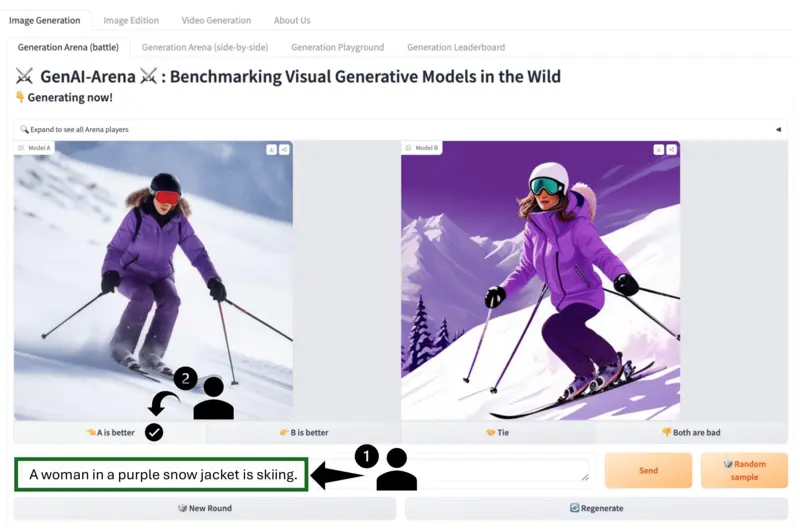 Image Generation
Image Edition
Video Generation
About Us
Generation Arena (battle)
Generation Arena (side-by-side)
Generation Playground
Generation Leaderboard
⚔️ GenAI-Arena ⚔️ : Benchmarking Visual Generative Models in the Wild
👇 Generating now!
🔍 Expand to see all Arena players
Model A
Model B
2
👈 A is better
👉 B is better
🤝 Tie
👎 Both are bad
1
A woman in a purple snow jacket is skiing.
Send
🎲 Random
sample
🎲 New Round
🔄 Regenerate